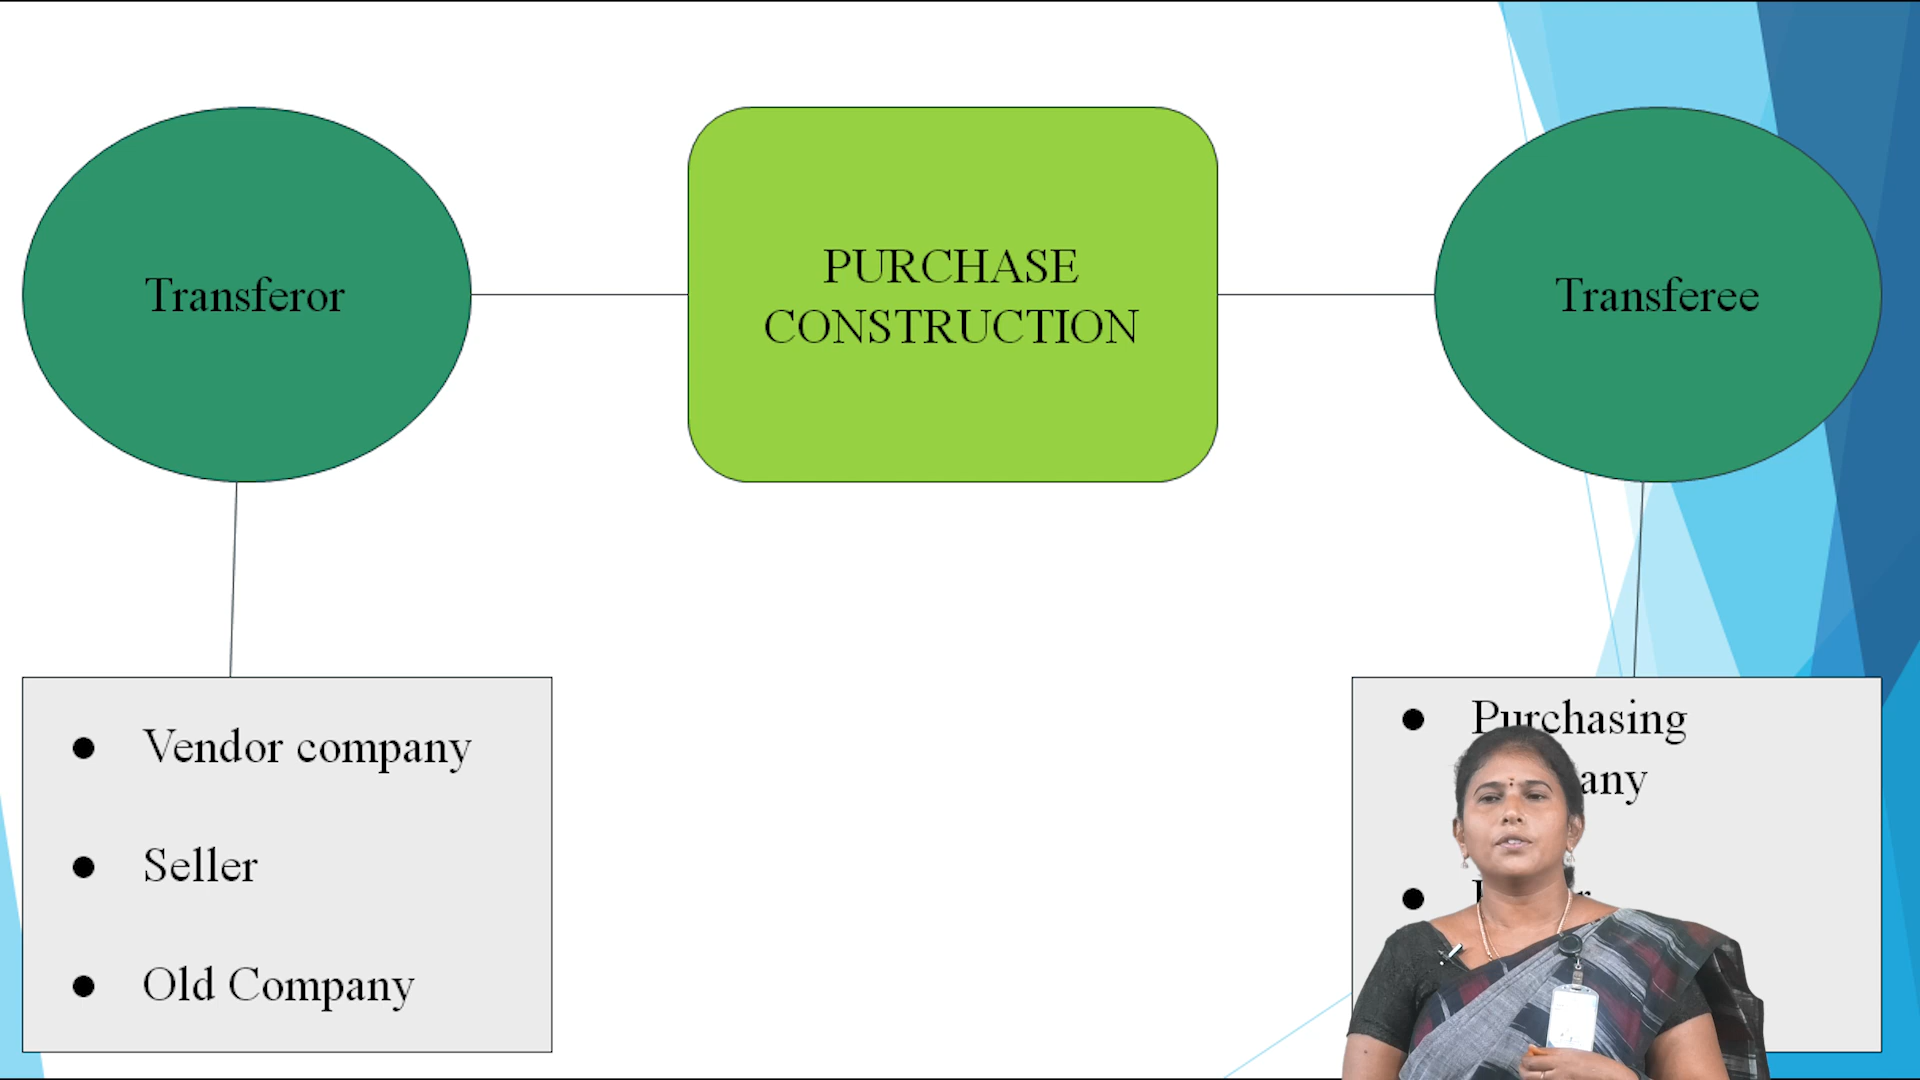 Transferor
PURCHASE
CONSTRUCTION
Transferee
● Vendor company
● Seller
● Old Company
● Purchasing